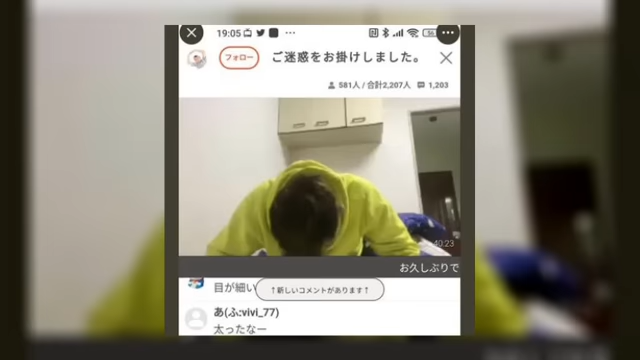 19:05
フォロー
ご迷惑をお掛けしました。
581人 / 合計2,207人 1,203
40:23
お久しぶりで
目が細い
↑新しいコメントがあります↑
あ(ふ:vivi_77)
太ったなー